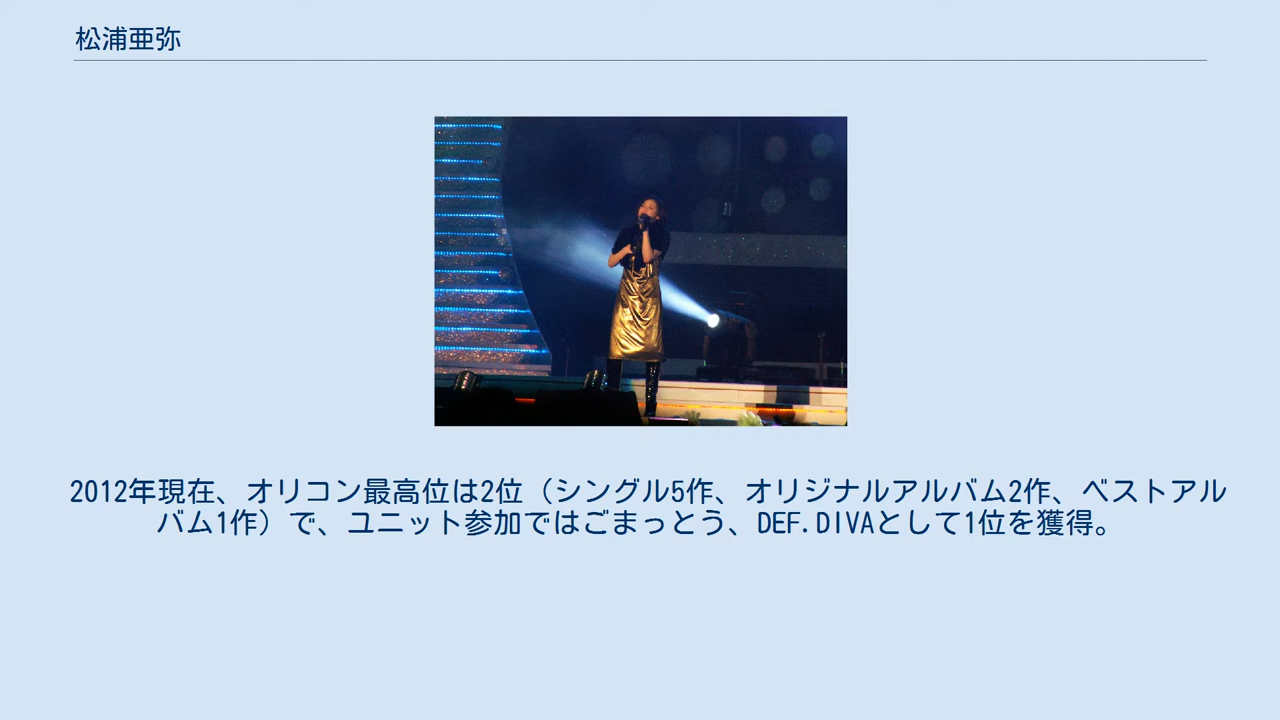 松浦亜弥
2012年現在、オリコン最高位は2位（シングル5作、オリジナルアルバム2作、ベストアル
バム1作）で、ユニット参加ではごまっとう、DEF.DIVAとして1位を獲得。